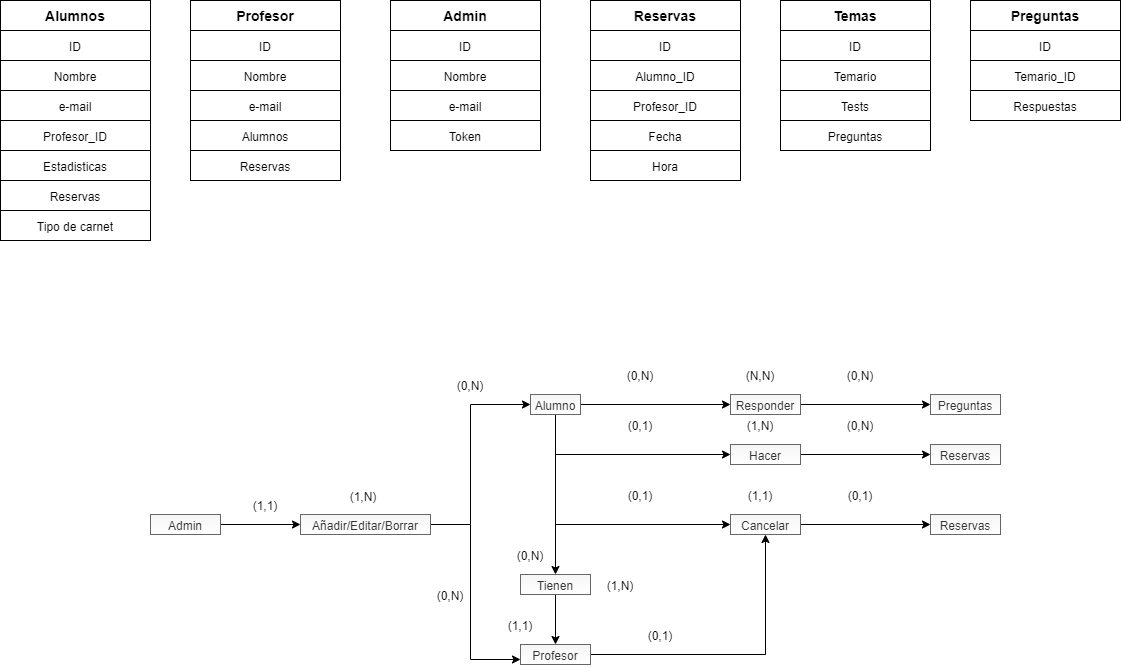 Alumnos
ID
Nombre
e-mail
Profesor_ID
Estadisticas
Reservas
Tipo de carnet
Profesor
ID
Nombre
e-mail
Alumnos
Reservas
Admin
ID
Nombre
e-mail
Token
Reservas
ID
Alumno_ID
Profesor_ID
Fecha
Hora
Temas
ID
Temario
Tests
Preguntas
Preguntas
ID
Temario_ID
Respuestas
(0,N)
(0,N)
(N,N)
(0,N)
Alumno
Responder
Preguntas
(0,1)
(1,N)
(0,N)
Hacer
Reservas
(1,1)
(1,N)
(0,1)
(1,1)
(0,1)
Admin
Añadir/Editar/Borrar
Cancelar
Reservas
(0,N)
Tienen
(1,N)
(0,N)
(1,1)
(0,1)
Profesor